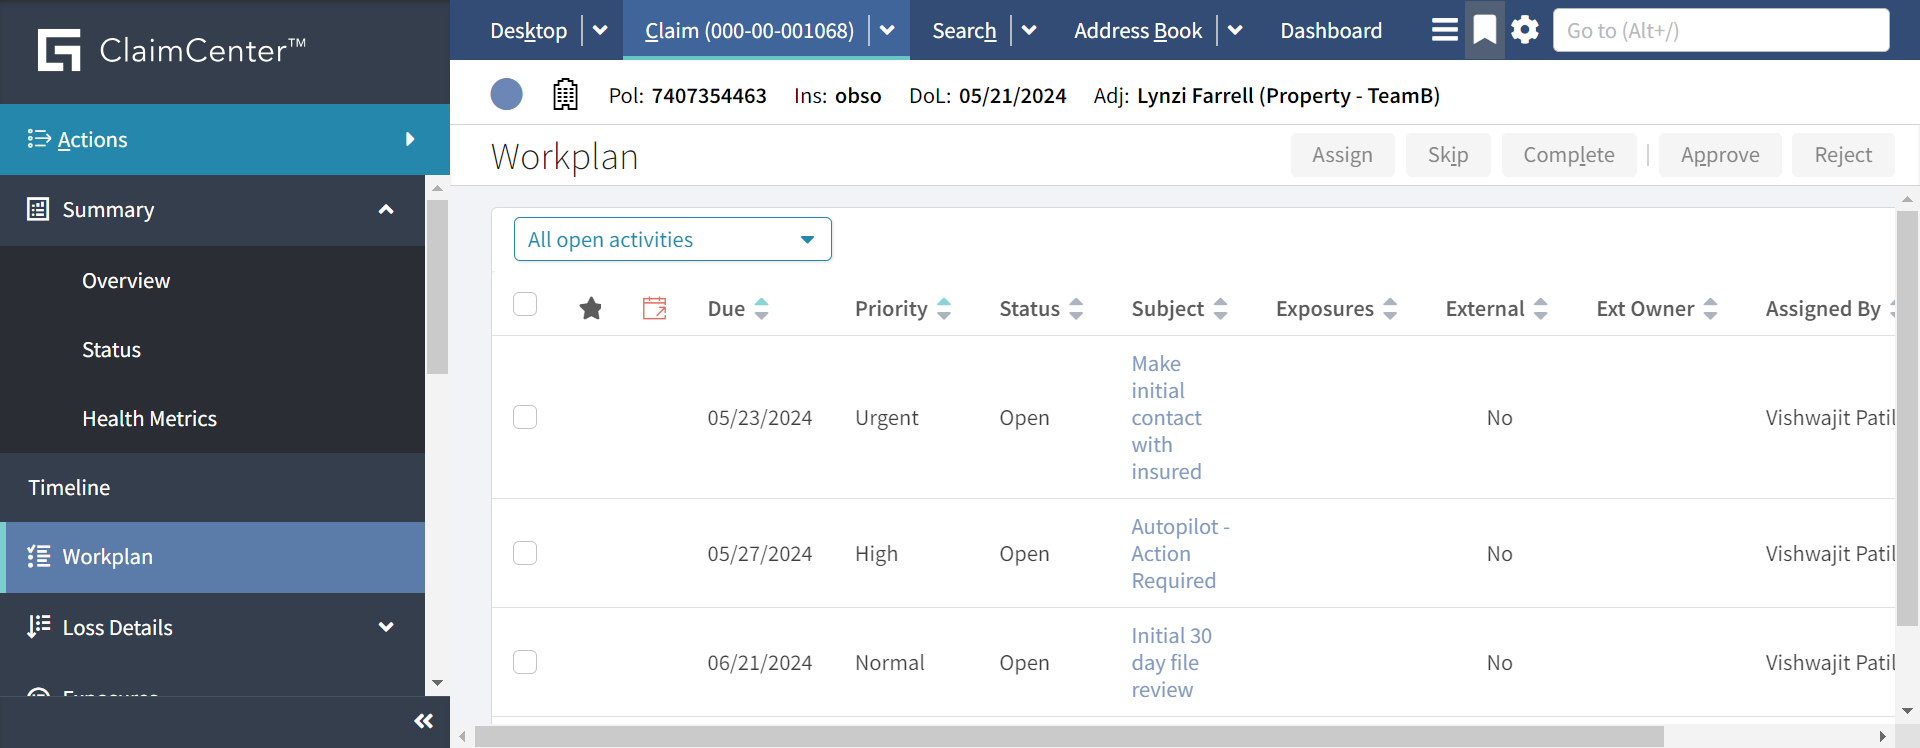 ClaimCenter™
Desktop Claim (000-00-001068) Search Address Book Dashboard Go to (Alt+/)
Pol: 7407354463 Ins: obso DoL: 05/21/2024 Adj: Lynzi Farrell (Property - TeamB)
Actions
Summary
Overview
Status
Health Metrics
Timeline
Workplan
Loss Details
Exposures
Workplan
Assign Skip Complete Approve Reject
All open activities
Due Priority Status Subject Exposures External Ext Owner Assigned By
05/23/2024 Urgent Open Make
initial
contact
with
insured No Vishwajit Patil
05/27/2024 High Open Autopilot -
Action
Required No Vishwajit Patil
06/21/2024 Normal Open Initial 30
day file
review No Vishwajit Patil